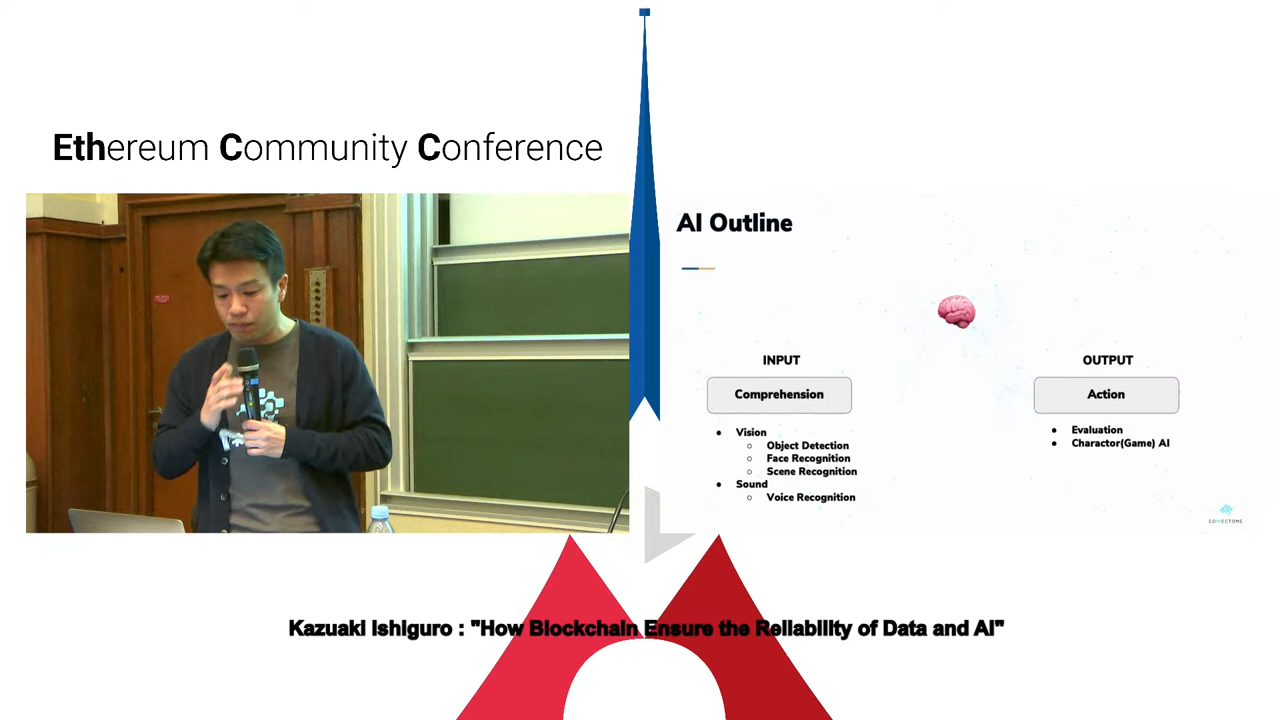 Ethereum Community Conference
AI Outline
INPUT
Comprehension
● Vision
○ Object Detection
○ Face Recognition
○ Scene Recognition
● Sound
○ Voice Recognition
OUTPUT
Action
● Evaluation
● Charactor(Game) AI
CONNECTOME
Kazuaki Ishiguro : "How Blockchain Ensure the Reliability of Data and AI"